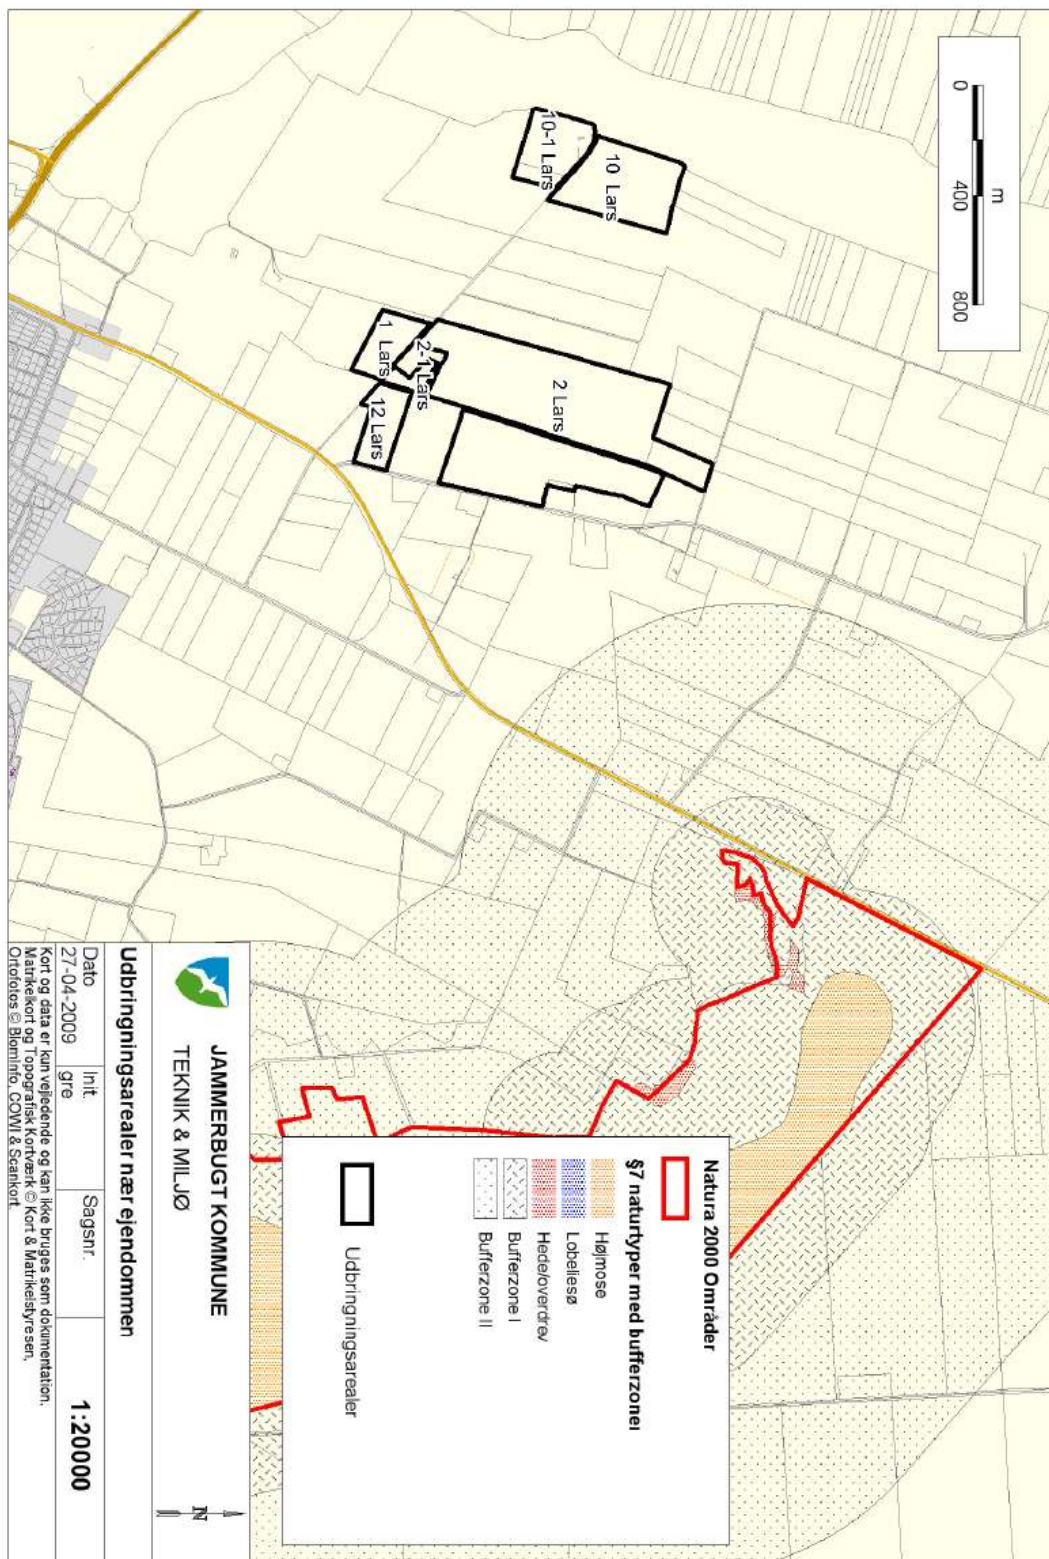 m
0
400
800
10-1 Lars
10 Lars
1 Lars
2-1 Lars
2 Lars
12 Lars
Natura 2000 Områder
§7 naturtyper med bufferzoner
Højmose
Lobeliesø
Hede/overdrev
Bufferzone I
Bufferzone II
Udbringningsarealer
JAMMERBUGT KOMMUNE
TEKNIK & MILJØ
N
Udbringningsarealer nær ejendommen
Dato
Init.
Sagsnr.
27-04-2009
gre
1:20000
Kort og data er kun vejledende og kan ikke bruges som dokumentation.
Matrikelkort og Topografisk Kortværk © Kort & Matrikelstyresen,
Ortofotos © BlomInfo, COWI & Scankort.